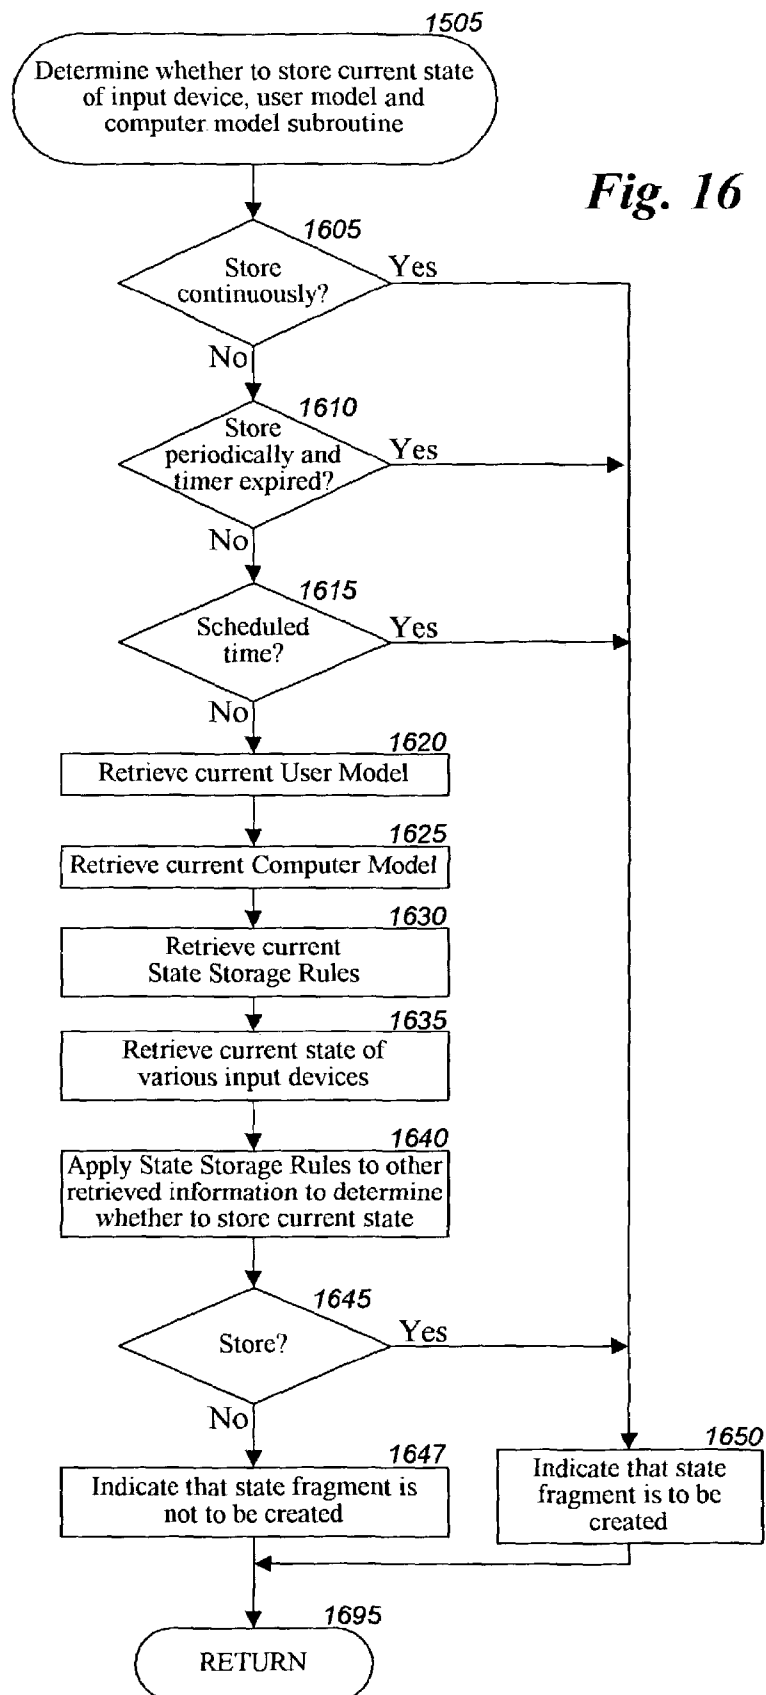 1505
Determine whether to store current state
of input device, user model and
computer model subroutine
Fig. 16
1605
Store
continuously?
Yes
No
1610
Store
periodically and
timer expired?
Yes
No
1615
Scheduled
time?
Yes
No
1620
Retrieve current User Model
1625
Retrieve current Computer Model
1630
Retrieve current
State Storage Rules
1635
Retrieve current state of
various input devices
1640
Apply State Storage Rules to other
retrieved information to determine
whether to store current state
1645
Store?
Yes
No
1647
Indicate that state fragment is
not to be created
1650
Indicate that state
fragment is to be
created
1695
RETURN